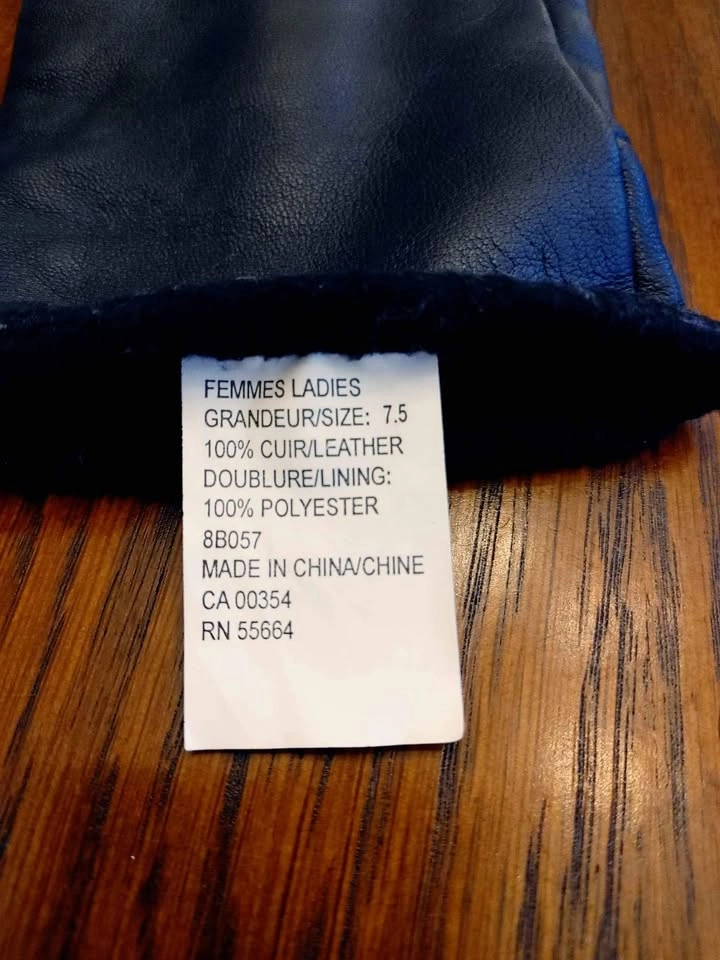 FEMMES LADIES
GRANDEUR/SIZE: 7.5
100% CUIR/LEATHER
DOUBLURE/LINING:
100% POLYESTER
8B057
MADE IN CHINA/CHINE
CA 00354
RN 55664